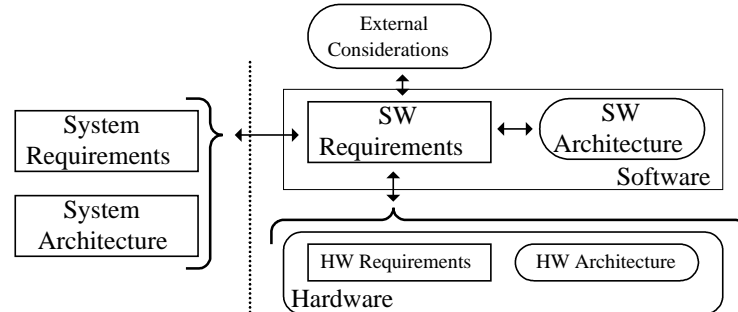 External
Considerations
System
Requirements
SW
Requirements
SW
Architecture
Software
System
Architecture
HW Requirements
HW Architecture
Hardware